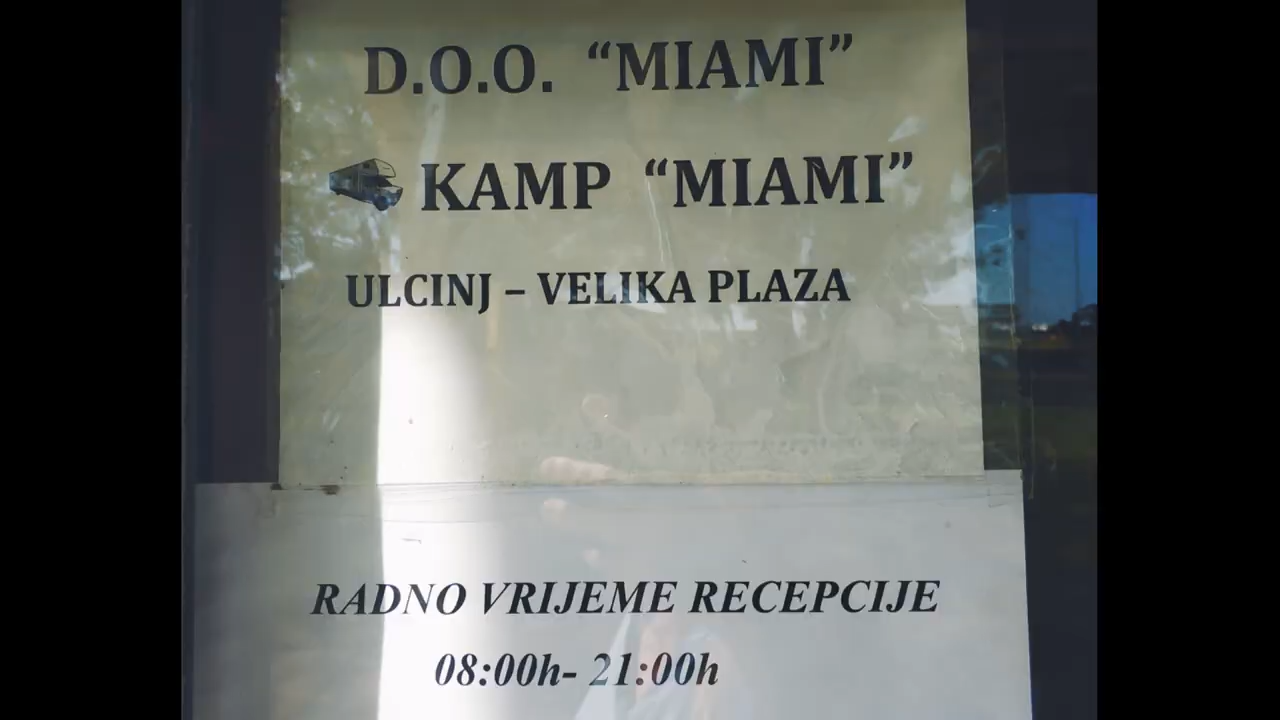 D.O.O. “MIAMI”
KAMP “MIAMI”
ULCINJ – VELIKA PLAZA
RADNO VRIJEME RECEPCIJE
08:00h- 21:00h